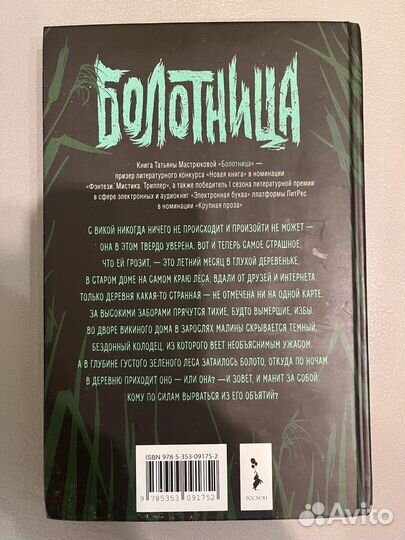 БОЛОТНИЦА
Книга Татьяны Мастрюковой «Болотница» —
призер литературного конкурса «Новая книга» в номинации
«Фэнтези. Мистика. Триллер», а также победитель I сезона литературной премии
в сфере электронных и аудиокниг «Электронная буква» платформы ЛитРес
в номинации «Крупная проза»
С ВИКОЙ НИКОГДА НИЧЕГО НЕ ПРОИСХОДИТ И ПРОИЗОЙТИ НЕ МОЖЕТ —
ОНА В ЭТОМ ТВЕРДО УВЕРЕНА. ВОТ И ТЕПЕРЬ САМОЕ СТРАШНОЕ,
ЧТО ЕЙ ГРОЗИТ, — ЭТО ЛЕТНИЙ МЕСЯЦ В ГЛУХОЙ ДЕРЕВЕНЬКЕ,
В СТАРОМ ДОМЕ НА САМОМ КРАЮ ЛЕСА, ВДАЛИ ОТ ДРУЗЕЙ И ИНТЕРНЕТА.
ТОЛЬКО ДЕРЕВНЯ КАКАЯ-ТО СТРАННАЯ — НЕ ОТМЕЧЕНА НИ НА ОДНОЙ КАРТЕ,
ЗА ВЫСОКИМИ ЗАБОРАМИ ПРЯЧУТСЯ ТИХИЕ, БУДТО ВЫМЕРШИЕ, ИЗБЫ.
ВО ДВОРЕ ВИКИНОГО ДОМА В ЗАРОСЛЯХ МАЛИНЫ СКРЫВАЕТСЯ ТЕМНЫЙ,
БЕЗДОННЫЙ КОЛОДЕЦ, ИЗ КОТОРОГО ВЕЕТ НЕОБЪЯСНИМЫМ УЖАСОМ.
А В ГЛУБИНЕ ГУСТОГО ЗЕЛЕНОГО ЛЕСА ЗАТАИЛОСЬ БОЛОТО, ОТКУДА ПО НОЧАМ
В ДЕРЕВНЮ ПРИХОДИТ ОНО — ИЛИ ОНА? — И ЗОВЕТ, И МАНИТ ЗА СОБОЙ.
КОМУ ПО СИЛАМ ВЫРВАТЬСЯ ИЗ ЕГО ОБЪЯТИЙ?
ISBN 978-5-353-09175-2
9 785353 091752
РОСМЭН
Avito